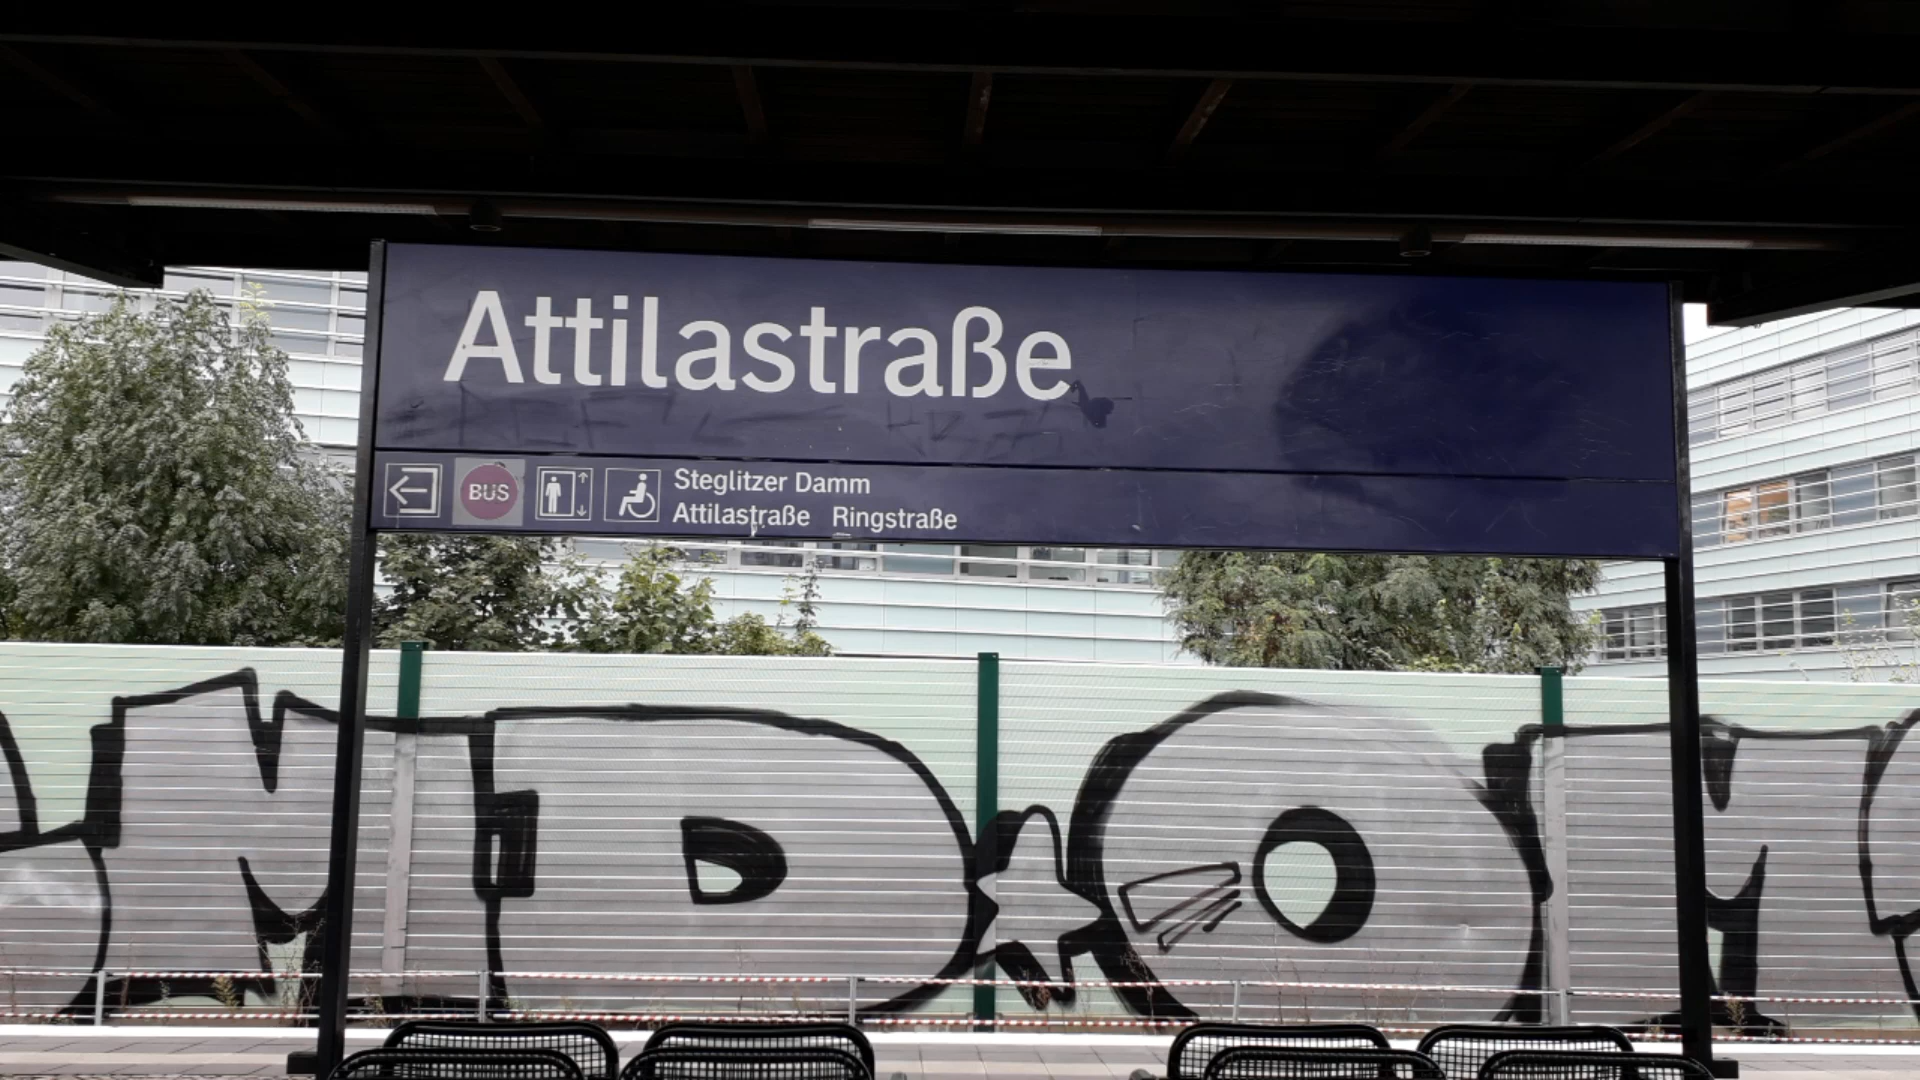 Attilastraße
BUS
Steglitzer Damm
Attilastraße Ringstraße